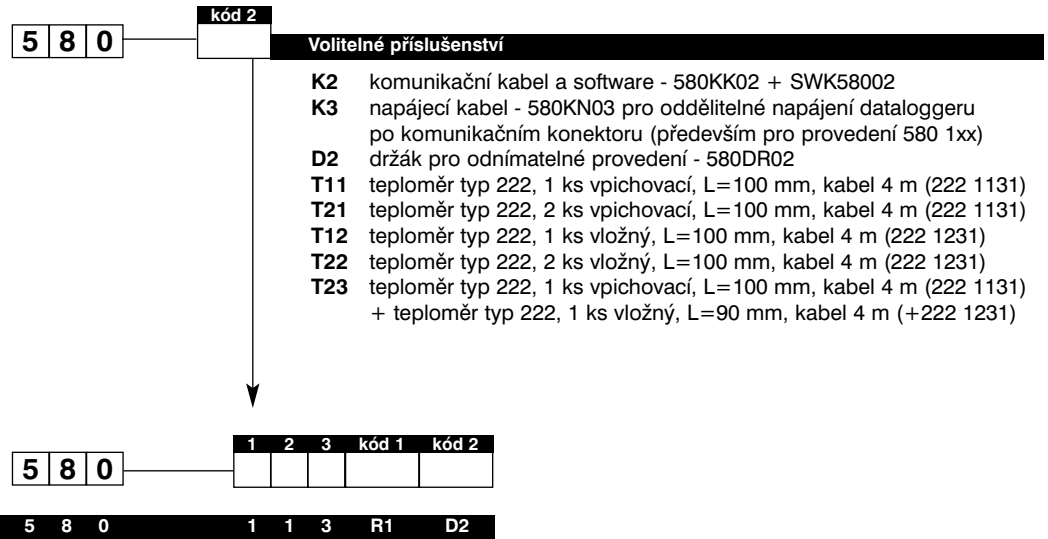 kód 2
5 8 0
Volitelné příslušenství
K2 komunikační kabel a software - 580KK02 + SWK58002
K3 napájecí kabel - 580KN03 pro oddělitelné napájení dataloggeru
po komunikačním konektoru (především pro provedení 580 1xx)
D2 držák pro odnímatelné provedení - 580DR02
T11 teploměr typ 222, 1 ks vpichovací, L=100 mm, kabel 4 m (222 1131)
T21 teploměr typ 222, 2 ks vpichovací, L=100 mm, kabel 4 m (222 1131)
T12 teploměr typ 222, 1 ks vložný, L=100 mm, kabel 4 m (222 1231)
T22 teploměr typ 222, 2 ks vložný, L=100 mm, kabel 4 m (222 1231)
T23 teploměr typ 222, 1 ks vpichovací, L=100 mm, kabel 4 m (222 1131)
+ teploměr typ 222, 1 ks vložný, L=90 mm, kabel 4 m (+222 1231)
1 2 3 kód 1 kód 2
5 8 0
5 8 0 1 1 3 R1 D2